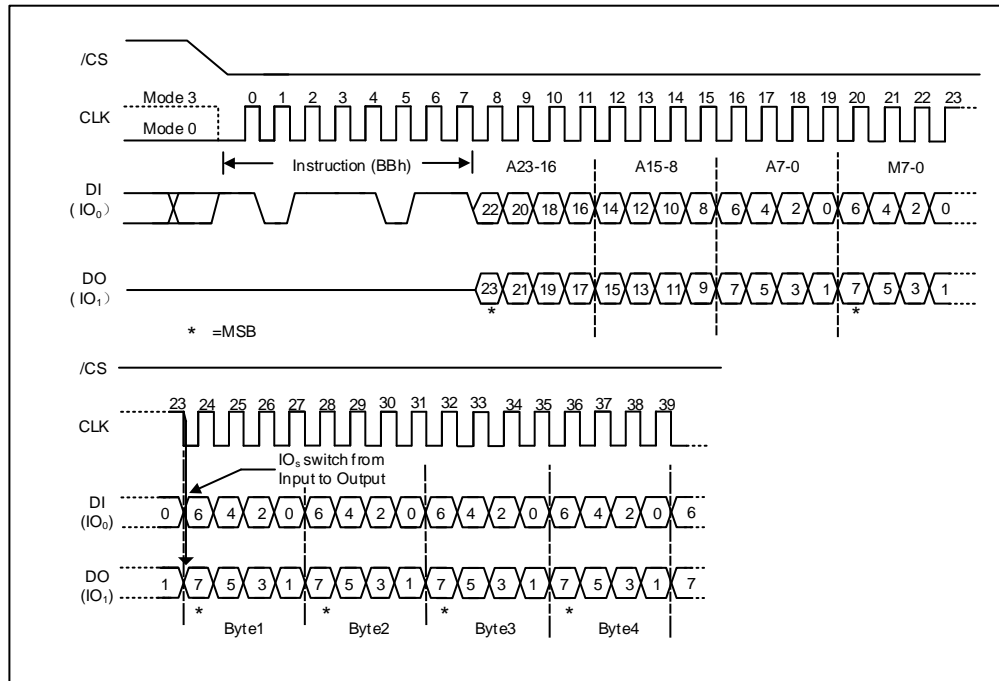 /CS
Mode 3
0 1 2 3 4 5 6 7 8 9 10 11 12 13 14 15 16 17 18 19 20 21 22 23
CLK
Mode 0
Instruction (BBh) A23-16 A15-8 A7-0 M7-0
DI
( IO₀)
22 20 18 16 14 12 10 8 6 4 2 0 6 4 2 0
DO
( IO₁)
23 21 19 17 15 13 11 9 7 5 3 1 7 5 3 1
* *
* =MSB
/CS
23 24 25 26 27 28 29 30 31 32 33 34 35 36 37 38 39
CLK
IOₛ switch from
Input to Output
DI
(IO₀)
0 6 4 2 0 6 4 2 0 6 4 2 0 6 4 2 0 6
DO
(IO₁)
1 7 5 3 1 7 5 3 1 7 5 3 1 7 5 3 1 7
* * * *
Byte1 Byte2 Byte3 Byte4